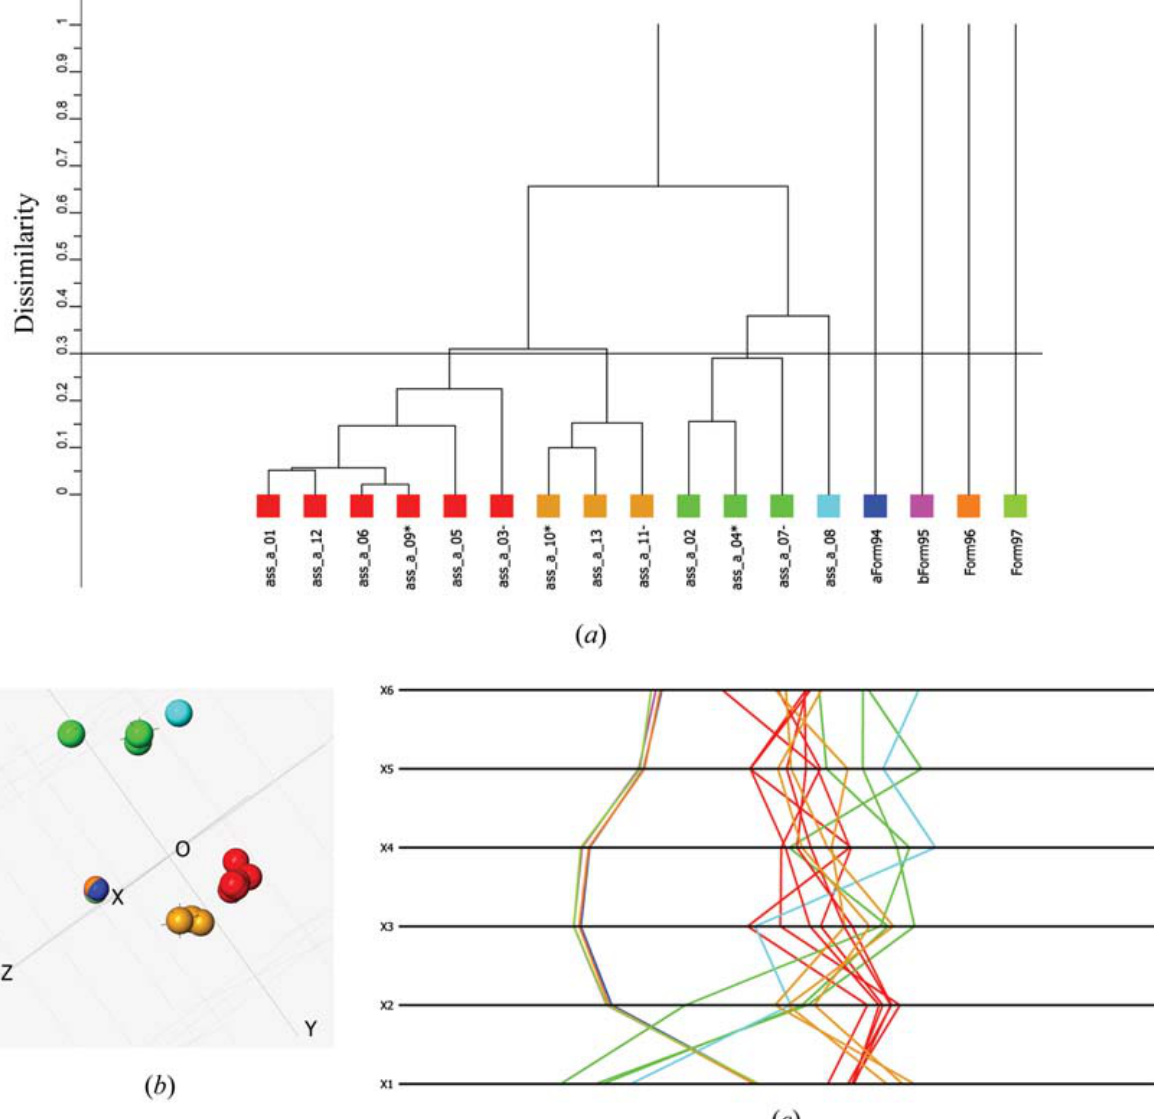 Dissimilarity
1
0.9
0.8
0.7
0.6
0.5
0.4
0.3
0.2
0.1
0
ass_a_01
ass_a_12
ass_a_06
ass_a_09*
ass_a_05
ass_a_03-
ass_a_10*
ass_a_13
ass_a_11-
ass_a_02
ass_a_04*
ass_a_07-
ass_a_08
aForm94
bForm95
Form96
Form97
(a)
O
X
Z
Y
(b)
X6
X5
X4
X3
X2
X1